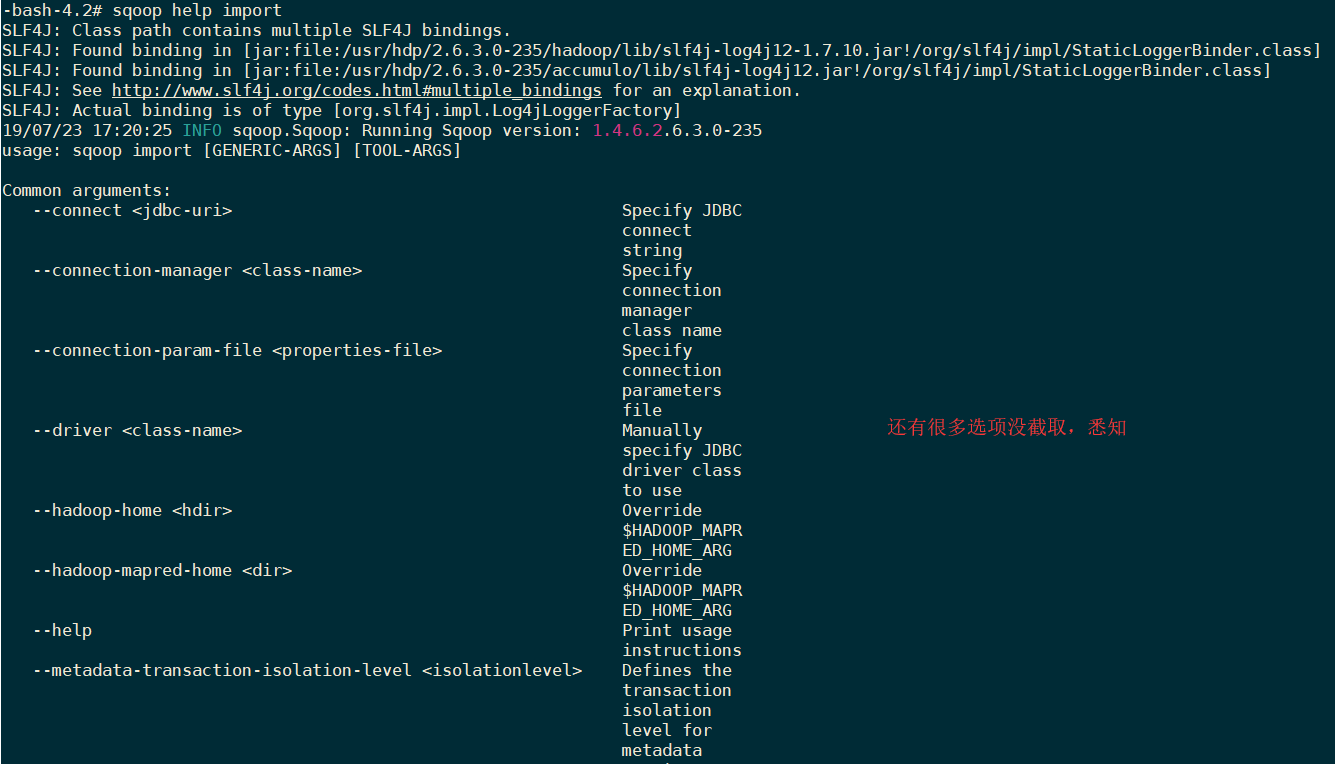 -bash-4.2# sqoop help import
SLF4J: Class path contains multiple SLF4J bindings.
SLF4J: Found binding in [jar:file:/usr/hdp/2.6.3.0-235/hadoop/lib/slf4j-log4j12-1.7.10.jar!/org/slf4j/impl/StaticLoggerBinder.class]
SLF4J: Found binding in [jar:file:/usr/hdp/2.6.3.0-235/accumulo/lib/slf4j-log4j12.jar!/org/slf4j/impl/StaticLoggerBinder.class]
SLF4J: See http://www.slf4j.org/codes.html#multiple_bindings for an explanation.
SLF4J: Actual binding is of type [org.slf4j.impl.Log4jLoggerFactory]
19/07/23 17:20:25 INFO sqoop.Sqoop: Running Sqoop version: 1.4.6.2.6.3.0-235
usage: sqoop import [GENERIC-ARGS] [TOOL-ARGS]
Common arguments:
--connect <jdbc-uri> Specify JDBC
connect
string
--connection-manager <class-name> Specify
connection
manager
class name
--connection-param-file <properties-file> Specify
connection
parameters
file
--driver <class-name> Manually 还有很多选项没截取，悉知
specify JDBC
driver class
to use
--hadoop-home <hdir> Override
$HADOOP_MAPR
ED_HOME_ARG
--hadoop-mapred-home <dir> Override
$HADOOP_MAPR
ED_HOME_ARG
--help Print usage
instructions
--metadata-transaction-isolation-level <isolationlevel> Defines the
transaction
isolation
level for
metadata